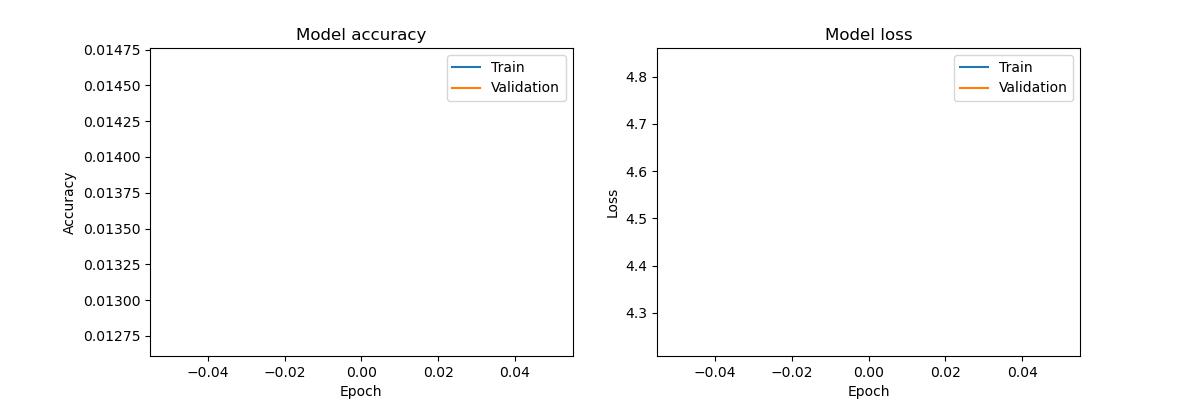 Model accuracy
0.01475
0.01450
0.01425
0.01400
0.01375
0.01350
0.01325
0.01300
0.01275
Accuracy
−0.04 −0.02 0.00 0.02 0.04
Epoch
Train
Validation
Model loss
4.8
4.7
4.6
4.5
4.4
4.3
Loss
−0.04 −0.02 0.00 0.02 0.04
Epoch
Train
Validation